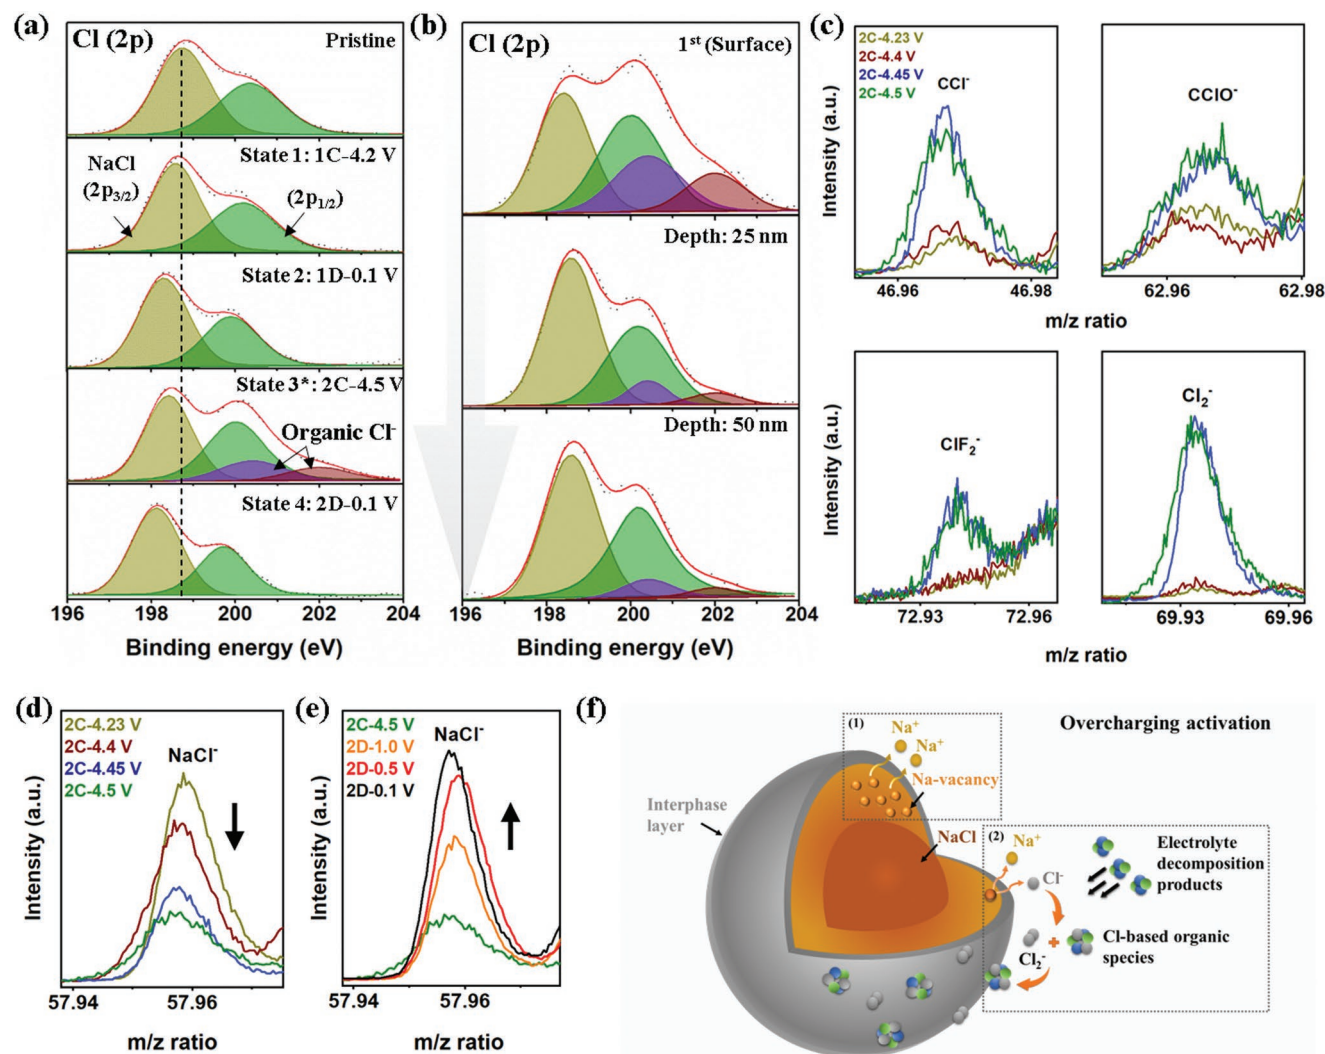 (a)
Cl (2p)
Pristine
State 1: 1C-4.2 V
NaCl
(2p3/2)
(2p1/2)
State 2: 1D-0.1 V
State 3*: 2C-4.5 V
Organic Cl-
State 4: 2D-0.1 V
196 198 200 202 204
Binding energy (eV)
(b)
Cl (2p)
1st (Surface)
Depth: 25 nm
Depth: 50 nm
196 198 200 202 204
Binding energy (eV)
(c)
Intensity (a.u.)
2C-4.23 V
2C-4.4 V
2C-4.45 V
2C-4.5 V
CCl-
46.96 46.98
m/z ratio
CClO-
62.96 62.98
m/z ratio
Intensity (a.u.)
ClF2-
72.93 72.96
Cl2-
69.93 69.96
m/z ratio
m/z ratio
(d)
Intensity (a.u.)
2C-4.23 V
2C-4.4 V
2C-4.45 V
2C-4.5 V
NaCl-
57.94 57.96
m/z ratio
(e)
Intensity (a.u.)
2C-4.5 V
2D-1.0 V
2D-0.5 V
2D-0.1 V
NaCl-
57.94 57.96
m/z ratio
(f)
Overcharging activation
(1)
Na+
Na+
Na-vacancy
Interphase
layer
NaCl
(2)
Na+
Cl-
Electrolyte
decomposition
products
Cl2-
+
Cl-based organic
species